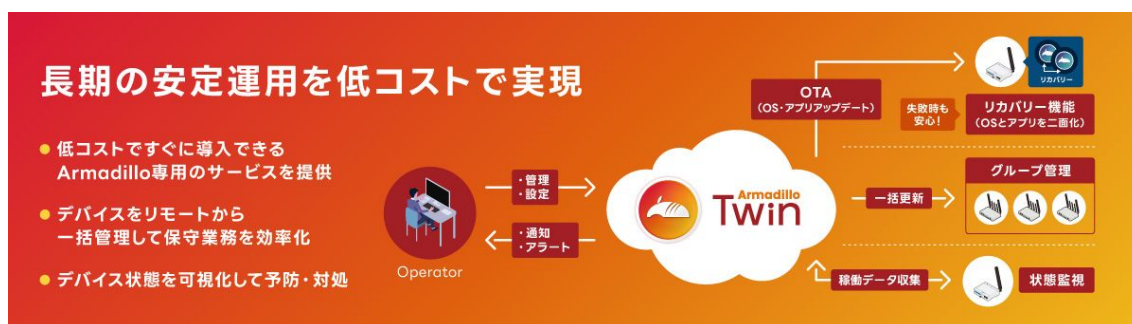 長期の安定運用を低コストで実現
低コストですぐに導入できる
Armadillo専用のサービスを提供
デバイスをリモートから
一括管理して保守業務を効率化
デバイス状態を可視化して予防・対処
Operator
・管理
・設定
・通知
・アラート
Armadillo
Twin
OTA
(OS・アプリアップデート)
リカバリー
失敗時も
安心!
リカバリー機能
(OSとアプリを二面化)
一括更新
グループ管理
稼働データ収集
状態監視